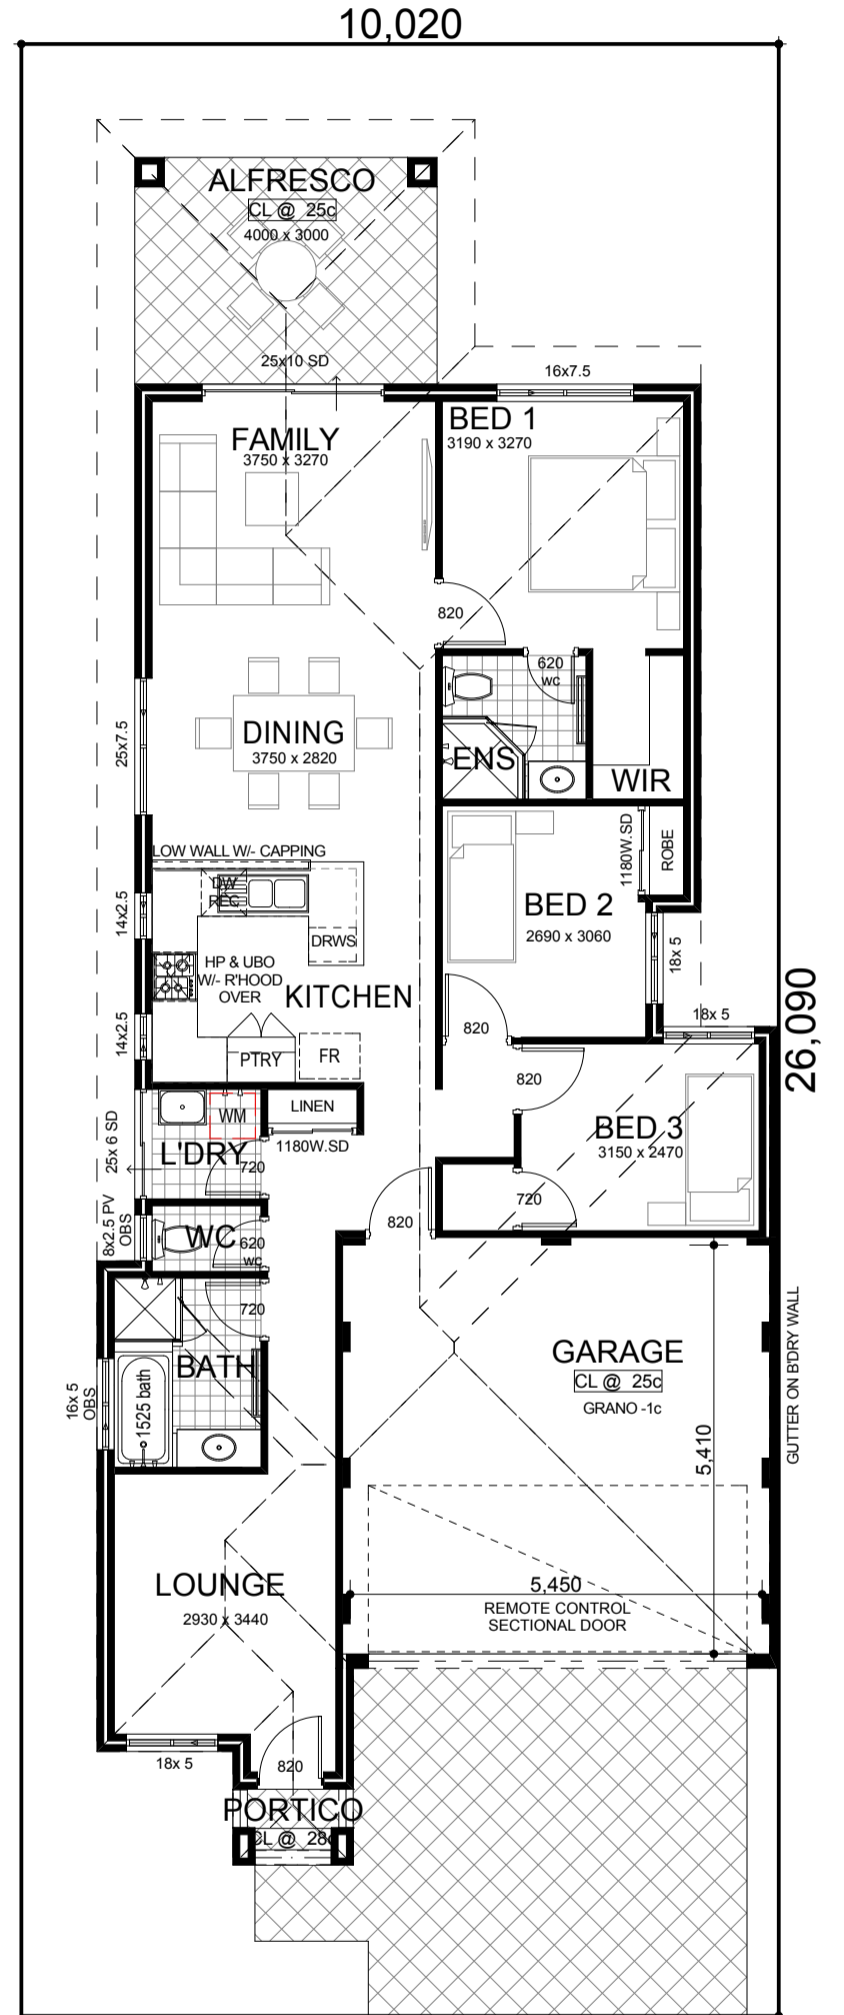 10,020
ALFRESCO
CL @ 25c
4000 x 3000
25x10 SD
16x7.5
FAMILY
3750 x 3270
BED 1
3190 x 3270
820
620
wc
25x7.5
DINING
3750 x 2820
ENS
WIR
LOW WALL W/- CAPPING
1180W.SD
ROBE
DW
REC
14x2.5
BED 2
2690 x 3060
DRWS
18x 5
HP & UBO
W/- R'HOOD
OVER
KITCHEN
26,090
14x2.5
820
18x 5
PTRY
FR
820
LINEN
WM
25x 6 SD
L'DRY
720
1180W.SD
BED 3
3150 x 2470
720
8x2.5 PV
OBS
WC
620
wc
820
720
GARAGE
CL @ 25c
GRANO -1c
GUTTER ON B'DRY WALL
BATH
1525 bath
16x 5
OBS
5,410
LOUNGE
2930 x 3440
5,450
REMOTE CONTROL
SECTIONAL DOOR
18x 5
820
PORTICO
CL @ 28c